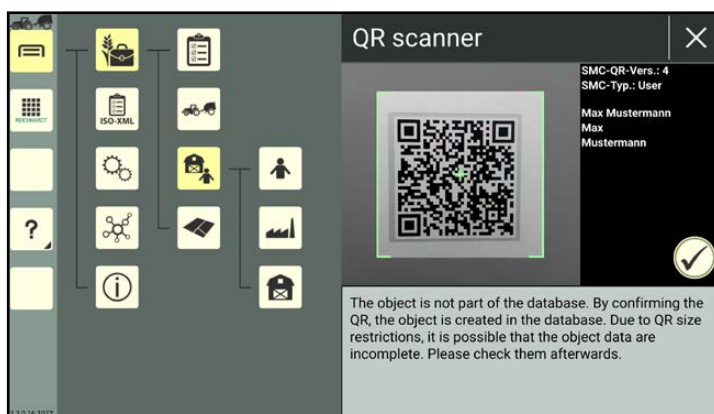 QR scanner
SMC-QR-Vers.: 4
SMC-Typ.: User
Max Mustermann
Max
Mustermann
REICHHARDT
ISO-XML
?
The object is not part of the database. By confirming the
QR, the object is created in the database. Due to QR size
restrictions, it is possible that the object data are
incomplete. Please check them afterwards.